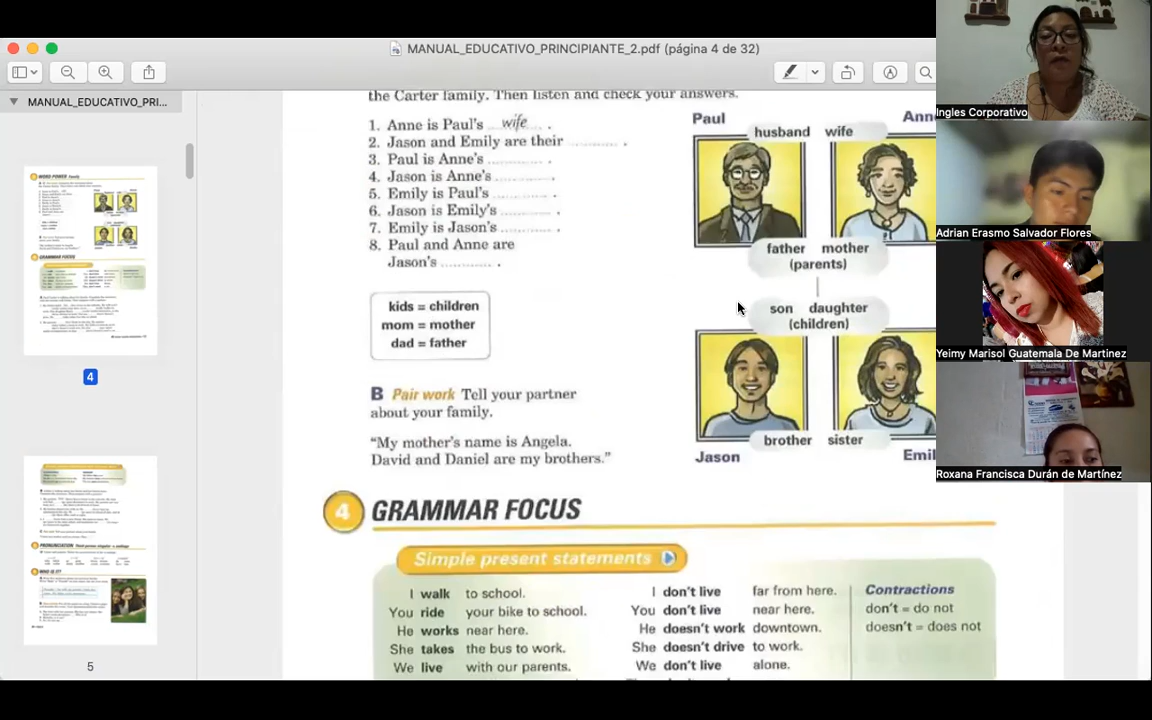 MANUAL_EDUCATIVO_PRINCIPIANTE_2.pdf (página 4 de 32)
MANUAL_EDUCATIVO_PRI...
4
5
the Carter family. Then listen and check your answers.
1. Anne is Paul's wife .
2. Jason and Emily are their .............. .
3. Paul is Anne's .............. .
4. Jason is Anne's .............. .
5. Emily is Paul's .............. .
6. Jason is Emily's .............. .
7. Emily is Jason's .............. .
8. Paul and Anne are
Jason's .............. .
kids = children
mom = mother
dad = father
Paul
Ann
husband wife
father mother
(parents)
son daughter
(children)
brother sister
Jason
Emil
B Pair work Tell your partner
about your family.
"My mother's name is Angela.
David and Daniel are my brothers."
4 GRAMMAR FOCUS
Simple present statements
I walk to school.
You ride your bike to school.
He works near here.
She takes the bus to work.
We live with our parents.
I don't live far from here.
You don't live near here.
He doesn't work downtown.
She doesn't drive to work.
We don't live alone.
Contractions
don't = do not
doesn't = does not
Ingles Corporativo
Adrian Erasmo Salvador Flores
Yeimy Marisol Guatemala De Martinez
Roxana Francisca Durán de Martínez